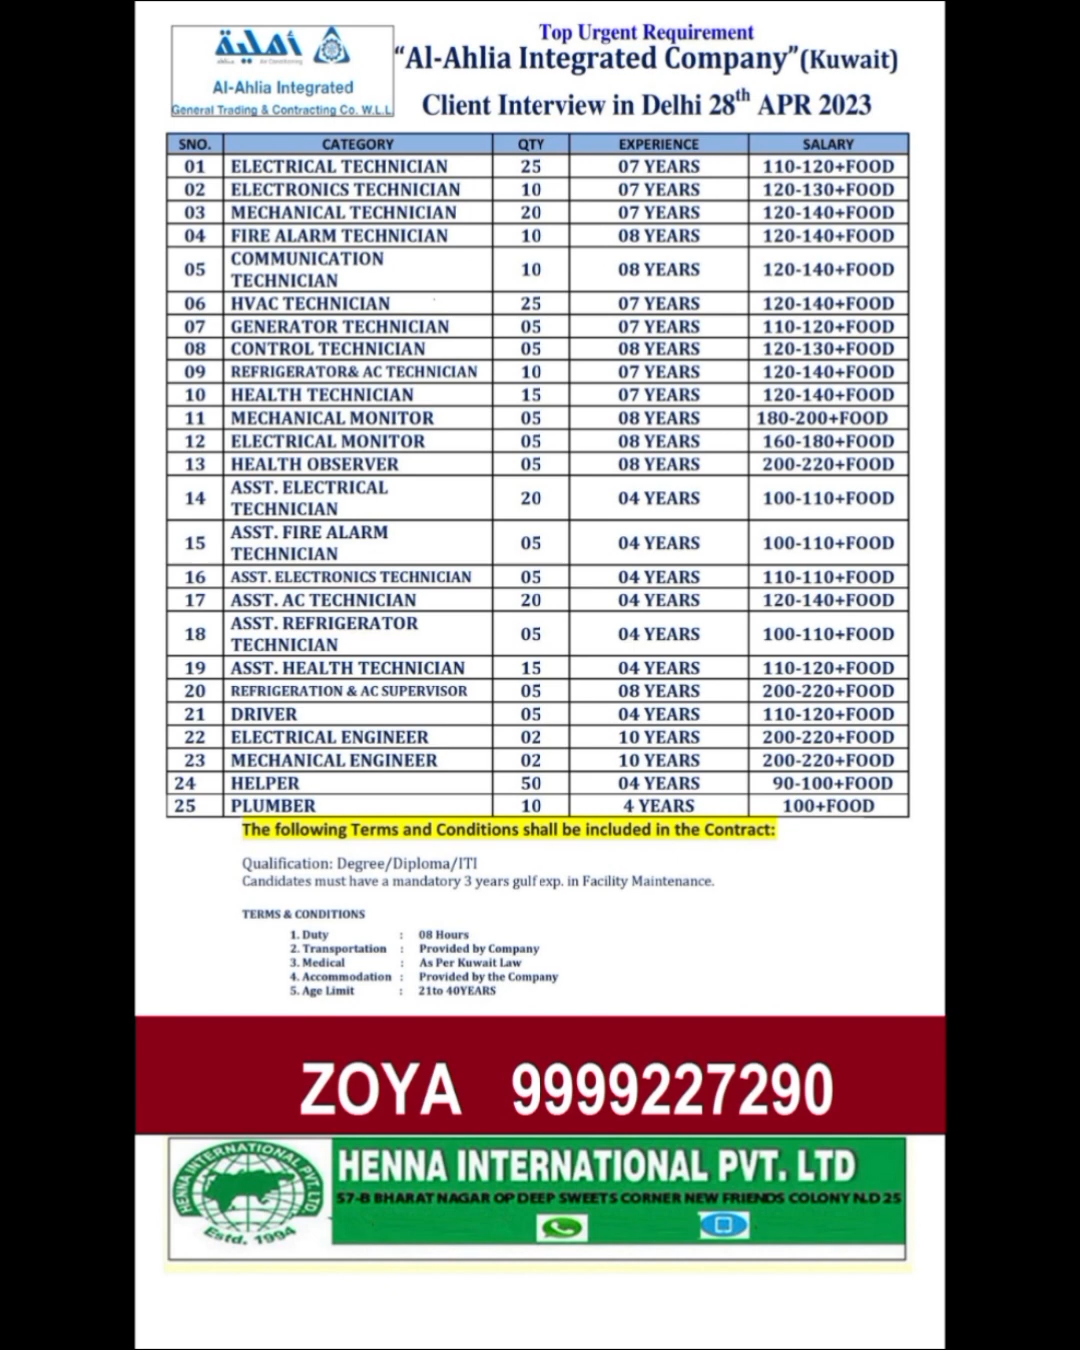 أهلية
Al-Ahlia Integrated
General Trading & Contracting Co. W.L.L
Top Urgent Requirement
“Al-Ahlia Integrated Company”(Kuwait)
Client Interview in Delhi 28th APR 2023
SNO. CATEGORY QTY EXPERIENCE SALARY
01 ELECTRICAL TECHNICIAN 25 07 YEARS 110-120+FOOD
02 ELECTRONICS TECHNICIAN 10 07 YEARS 120-130+FOOD
03 MECHANICAL TECHNICIAN 20 07 YEARS 120-140+FOOD
04 FIRE ALARM TECHNICIAN 10 08 YEARS 120-140+FOOD
05 COMMUNICATION TECHNICIAN 10 08 YEARS 120-140+FOOD
06 HVAC TECHNICIAN 25 07 YEARS 120-140+FOOD
07 GENERATOR TECHNICIAN 05 07 YEARS 110-120+FOOD
08 CONTROL TECHNICIAN 05 08 YEARS 120-130+FOOD
09 REFRIGERATOR& AC TECHNICIAN 10 07 YEARS 120-140+FOOD
10 HEALTH TECHNICIAN 15 07 YEARS 120-140+FOOD
11 MECHANICAL MONITOR 05 08 YEARS 180-200+FOOD
12 ELECTRICAL MONITOR 05 08 YEARS 160-180+FOOD
13 HEALTH OBSERVER 05 08 YEARS 200-220+FOOD
14 ASST. ELECTRICAL TECHNICIAN 20 04 YEARS 100-110+FOOD
15 ASST. FIRE ALARM TECHNICIAN 05 04 YEARS 100-110+FOOD
16 ASST. ELECTRONICS TECHNICIAN 05 04 YEARS 110-110+FOOD
17 ASST. AC TECHNICIAN 20 04 YEARS 120-140+FOOD
18 ASST. REFRIGERATOR TECHNICIAN 05 04 YEARS 100-110+FOOD
19 ASST. HEALTH TECHNICIAN 15 04 YEARS 110-120+FOOD
20 REFRIGERATION & AC SUPERVISOR 05 08 YEARS 200-220+FOOD
21 DRIVER 05 04 YEARS 110-120+FOOD
22 ELECTRICAL ENGINEER 02 10 YEARS 200-220+FOOD
23 MECHANICAL ENGINEER 02 10 YEARS 200-220+FOOD
24 HELPER 50 04 YEARS 90-100+FOOD
25 PLUMBER 10 4 YEARS 100+FOOD
The following Terms and Conditions shall be included in the Contract:
Qualification: Degree/Diploma/ITI
Candidates must have a mandatory 3 years gulf exp. in Facility Maintenance.
TERMS & CONDITIONS
1. Duty : 08 Hours
2. Transportation : Provided by Company
3. Medical : As Per Kuwait Law
4. Accommodation : Provided by the Company
5. Age Limit : 21to 40YEARS
ZOYA 9999227290
HENNA INTERNATIONAL PVT. LTD.
Estd. 1994
HENNA INTERNATIONAL PVT. LTD
57-B BHARAT NAGAR OP DEEP SWEETS CORNER NEW FRIENDS COLONY N.D 25